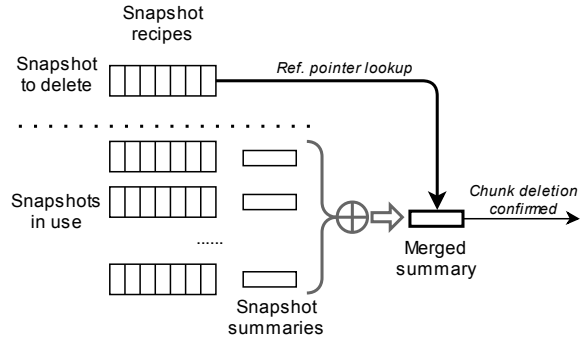 Snapshot
recipes
Snapshot
to delete
Ref. pointer lookup
Snapshots
in use
......
Chunk deletion
confirmed
Merged
summary
Snapshot
summaries